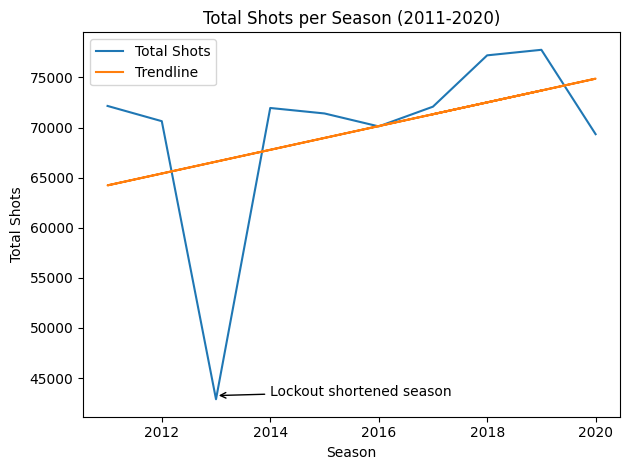 Total Shots per Season (2011-2020)
Total Shots
Trendline
75000
70000
65000
60000
55000
50000
45000
Total Shots
Lockout shortened season
2012 2014 2016 2018 2020
Season